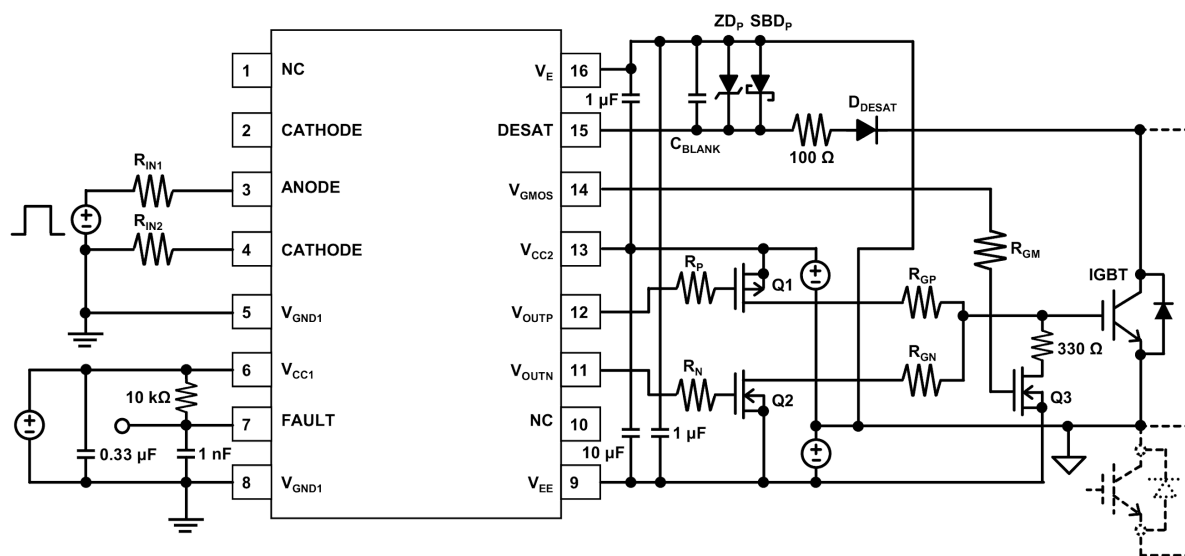 ZDP SBDP
1 NC
VE 16
1 µF
DDESAT
2 CATHODE
DESAT 15
CBLANK
100 Ω
RIN1
3 ANODE
VGMOS 14
RIN2
4 CATHODE
VCC2 13
RGM
RP
Q1
RGP
IGBT
5 VGND1
VOUTP 12
330 Ω
6 VCC1
VOUTN 11
RN
RGN
10 kΩ
Q2
Q3
7 FAULT
NC 10
0.33 µF
1 nF
10 µF
1 µF
8 VGND1
VEE 9